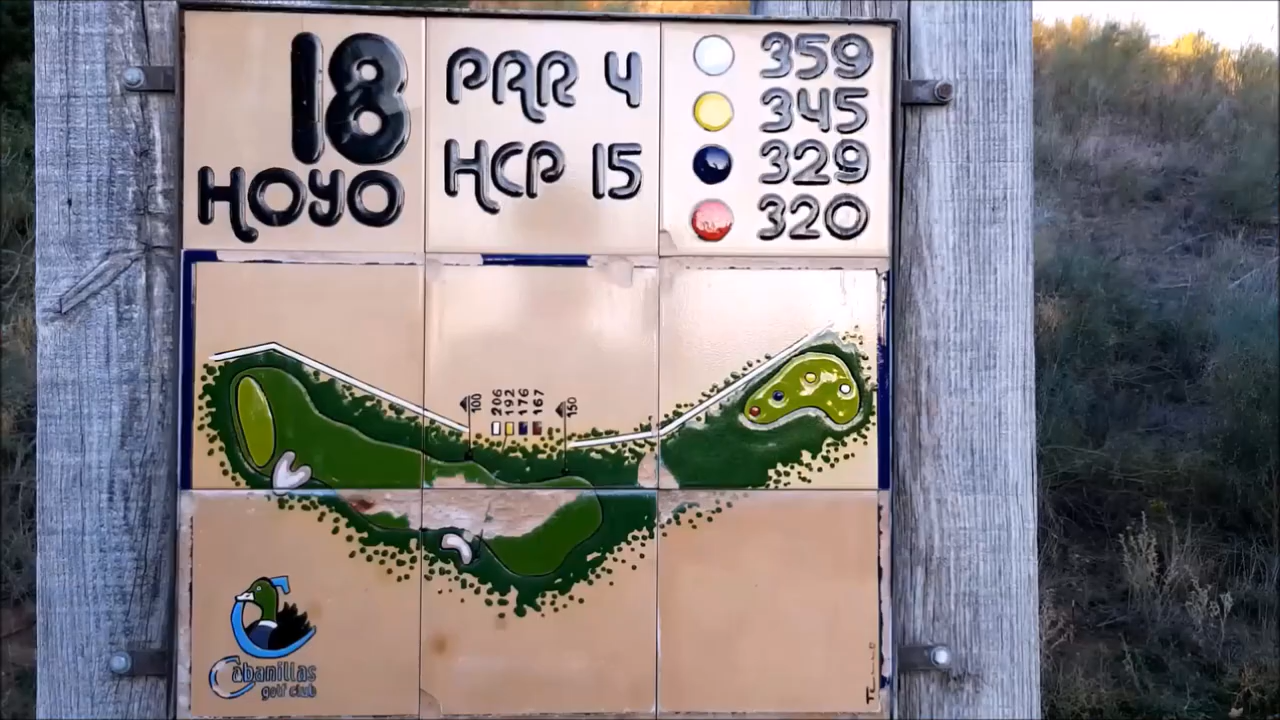 18
HOYO
PAR 4
HCP 15
359
345
329
320
100
206
192
176
167
150
Cabanillas
golf club